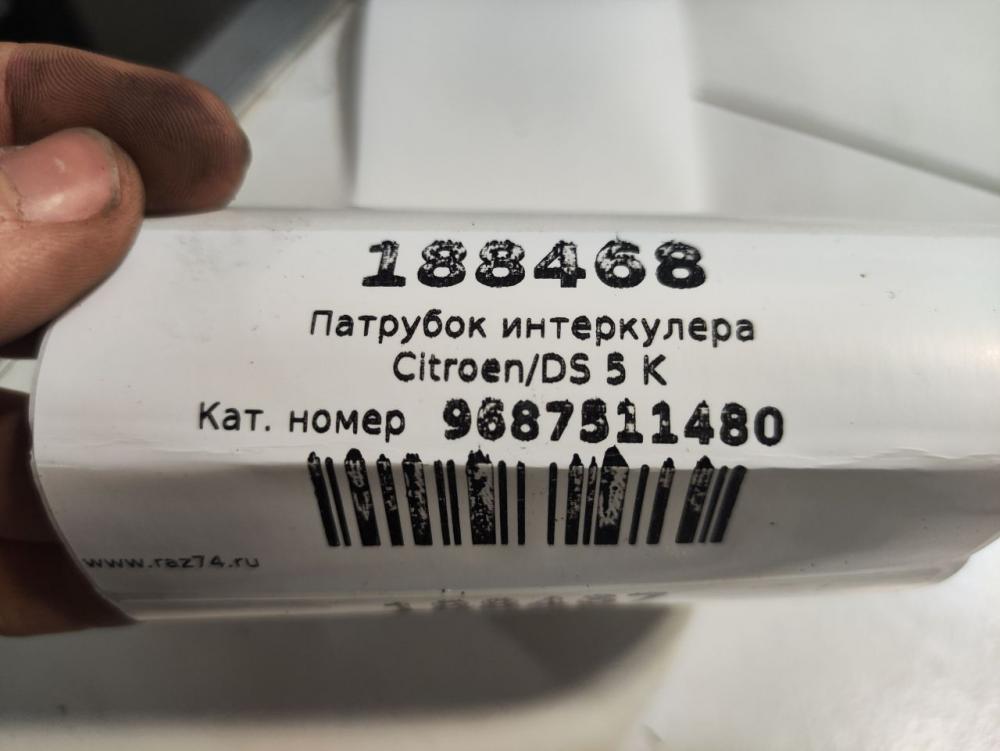 188468
Патрубок интеркулера
Citroen/DS 5 K
Кат. номер 9687511480
www.raz74.ru